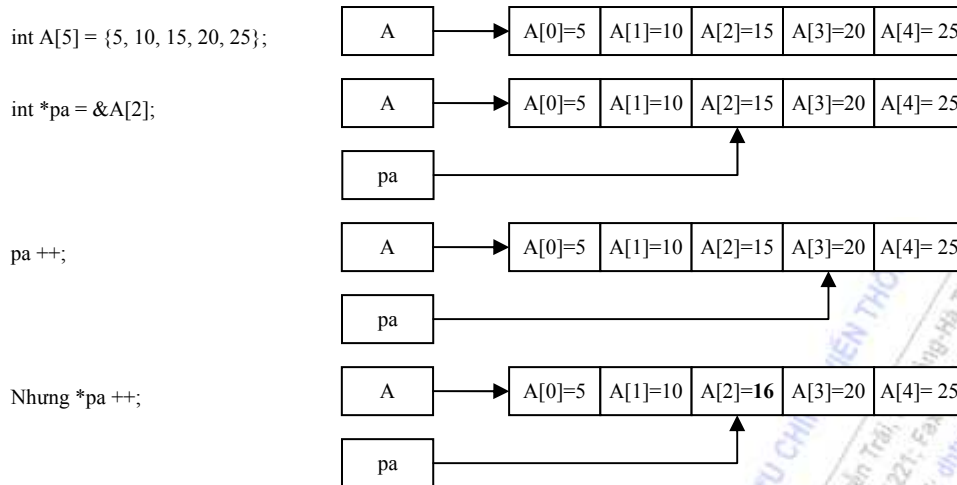 int A[5] = {5, 10, 15, 20, 25}; A A[0]=5 A[1]=10 A[2]=15 A[3]=20 A[4]= 25
int *pa = &A[2]; A A[0]=5 A[1]=10 A[2]=15 A[3]=20 A[4]= 25
pa
pa ++; A A[0]=5 A[1]=10 A[2]=15 A[3]=20 A[4]= 25
pa
Nhưng *pa ++; A A[0]=5 A[1]=10 A[2]=16 A[3]=20 A[4]= 25
pa